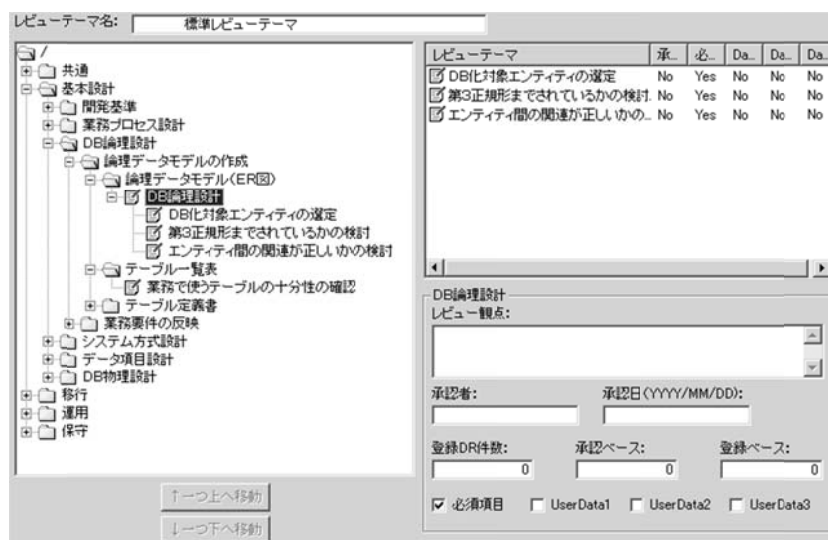 レビューテーマ名: 標準レビューテーマ
/
共通
基本設計
開発基準
業務プロセス設計
DB論理設計
論理データモデルの作成
論理データモデル(ER図)
DB論理設計
DB化対象エンティティの選定
第3正規形までされているかの検討
エンティティ間の関連が正しいかの検討
テーブル一覧表
業務で使うテーブルの十分性の確認
テーブル定義書
業務要件の反映
システム方式設計
データ項目設計
DB物理設計
移行
運用
保守
↑一つ上へ移動
↓一つ下へ移動
レビューテーマ 承... 必... Da... Da... Da...
DB化対象エンティティの選定 No Yes No No No
第3正規形までされているかの検討. No Yes No No No
エンティティ間の関連が正しいかの... No Yes No No No
DB論理設計
レビュー観点:
承認者: 承認日(YYYY/MM/DD):
登録DR件数: 承認ベース: 登録ベース:
0 0 0
必須項目 UserData1 UserData2 UserData3